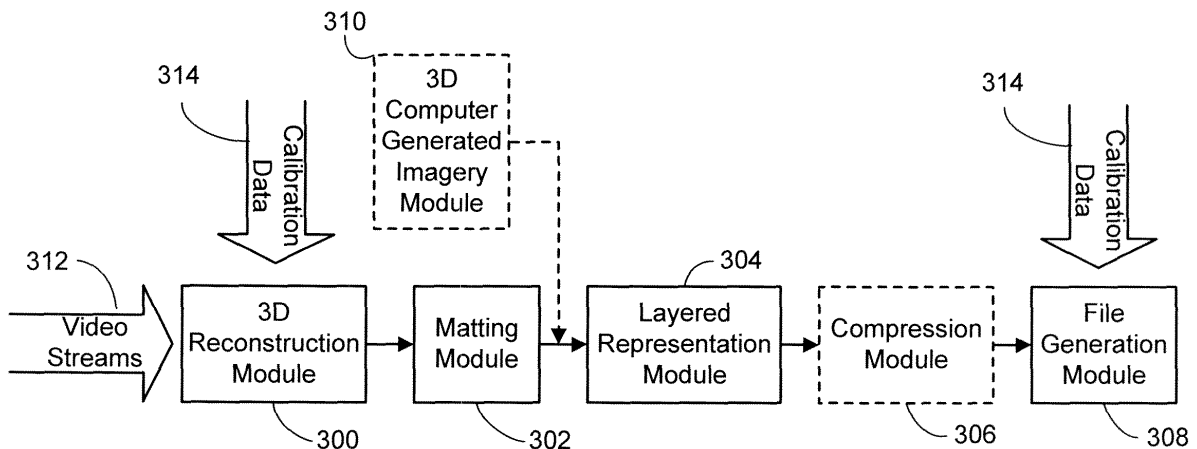 310
3D
Computer
Generated
Imagery
Module
314
Calibration
Data
314
Calibration
Data
312
Video
Streams
3D
Reconstruction
Module
300
Matting
Module
302
304
Layered
Representation
Module
Compression
Module
306
File
Generation
Module
308